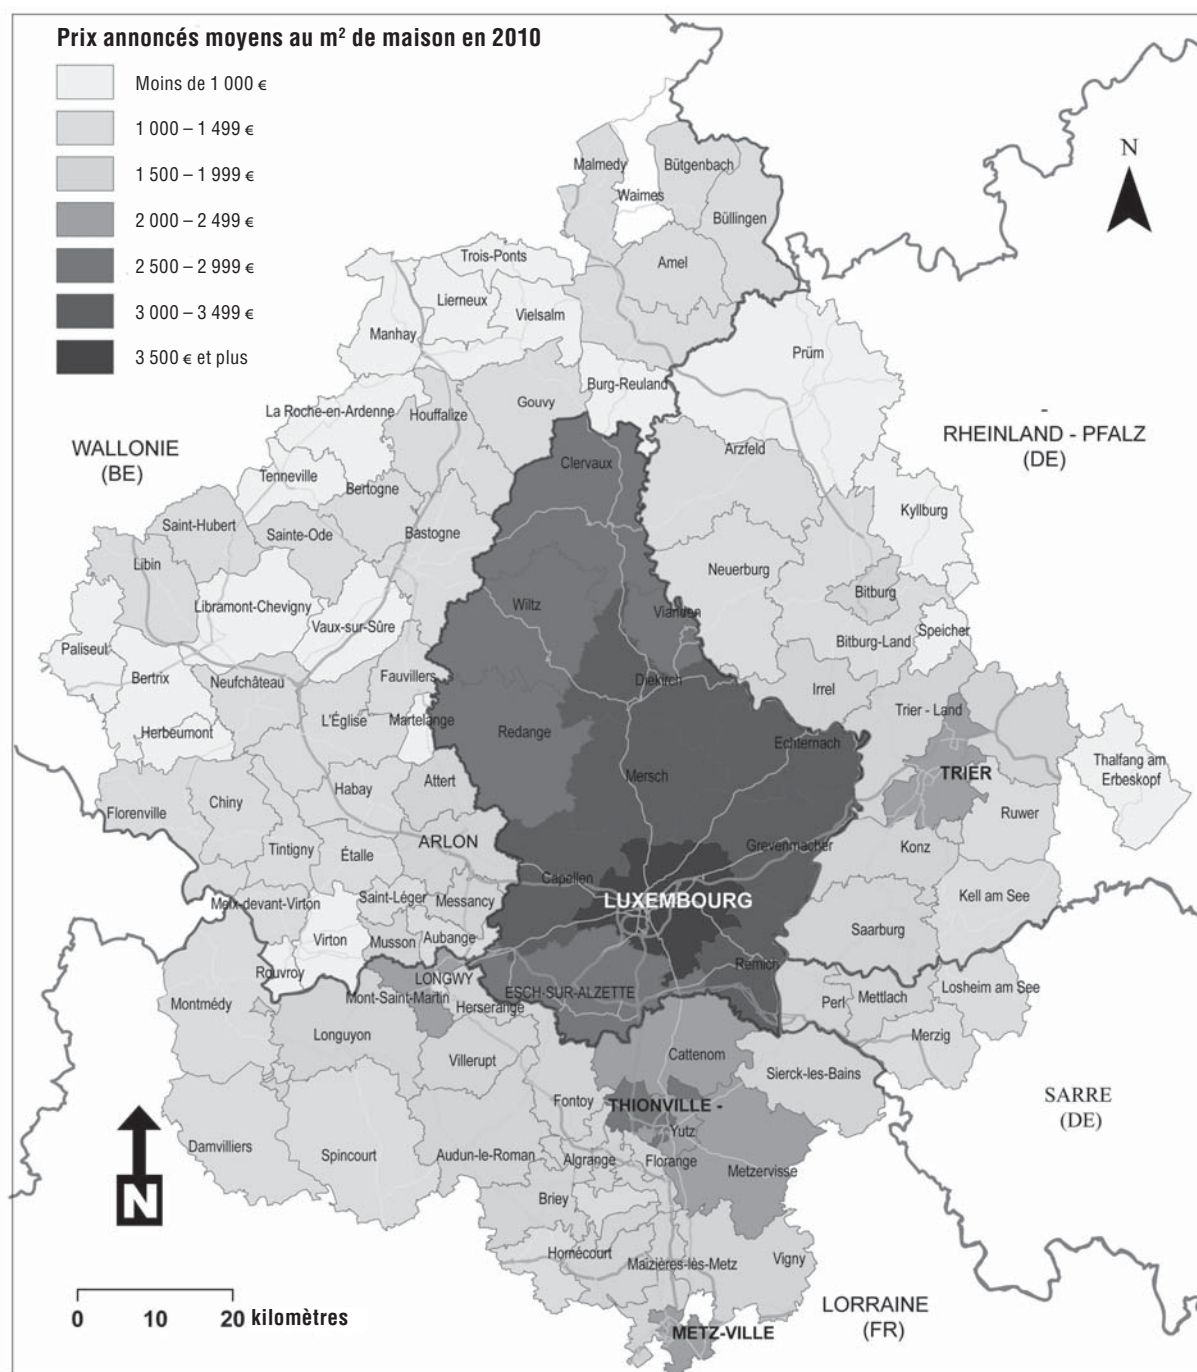 Prix annoncés moyens au m² de maison en 2010
Moins de 1 000 €
1 000 – 1 499 €
1 500 – 1 999 €
2 000 – 2 499 €
2 500 – 2 999 €
3 000 – 3 499 €
3 500 € et plus
N
Malmedy
Bütgenbach
Waimes
Büllingen
Amel
Trois-Ponts
Lierneux
Vielsalm
Manhay
Prüm
Burg-Reuland
Gouvy
La Roche-en-Ardenne
Houffalize
-
RHEINLAND - PFALZ
(DE)
WALLONIE
(BE)
Clervaux
Arzfeld
Tenneville
Bertogne
Kyllburg
Saint-Hubert
Sainte-Ode
Bastogne
Libin
Neuerburg
Bitburg
Wiltz
Vianden
Libramont-Chevigny
Vaux-sur-Sûre
Bitburg-Land
Speicher
Paliseul
Bertrix
Neufchâteau
Fauvillers
Diekirch
Irrel
Trier - Land
L'Église
Martelange
Herbeumont
Redange
Echternach
Thalfang am
Erbeskopf
TRIER
Mersch
Attert
Habay
Chiny
Florenville
Ruwer
Tintigny
Étalle
ARLON
Grevenmacher
Konz
Capellen
Saint-Léger
Messancy
LUXEMBOURG
Kell am See
Meix-devant-Virton
Virton
Musson
Aubange
Saarburg
Rouvroy
LONGWY
Remich
Montmédy
Mont-Saint-Martin
Herserange
ESCH-SUR-ALZETTE
Perl
Mettlach
Losheim am See
Longuyon
Merzig
Villerupt
Cattenom
Sierck-les-Bains
SARRE
(DE)
Fontoy
THIONVILLE -
Yutz
Damvilliers
Spincourt
Audun-le-Roman
Algrange
Florange
Metzervisse
N
Briey
Homécourt
Maizières-lès-Metz
Vigny
LORRAINE
(FR)
METZ-VILLE
0 10 20 kilomètres